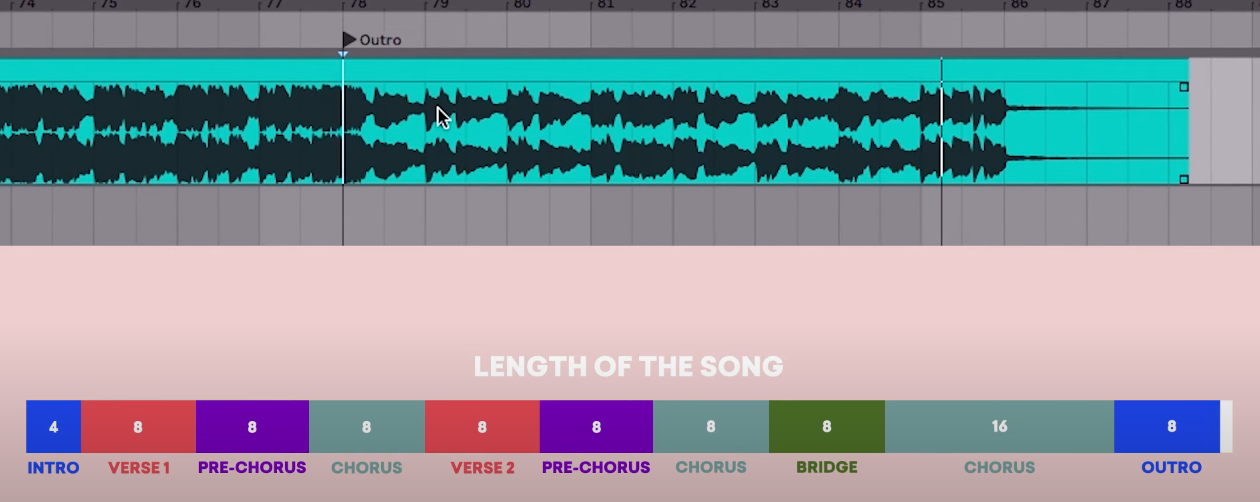 74 75 76 77 78 79 80 81 82 83 84 85 86 87 88
Outro
LENGTH OF THE SONG
4 8 8 8 8 8 8 8 16 8
INTRO VERSE 1 PRE-CHORUS CHORUS VERSE 2 PRE-CHORUS CHORUS BRIDGE CHORUS OUTRO